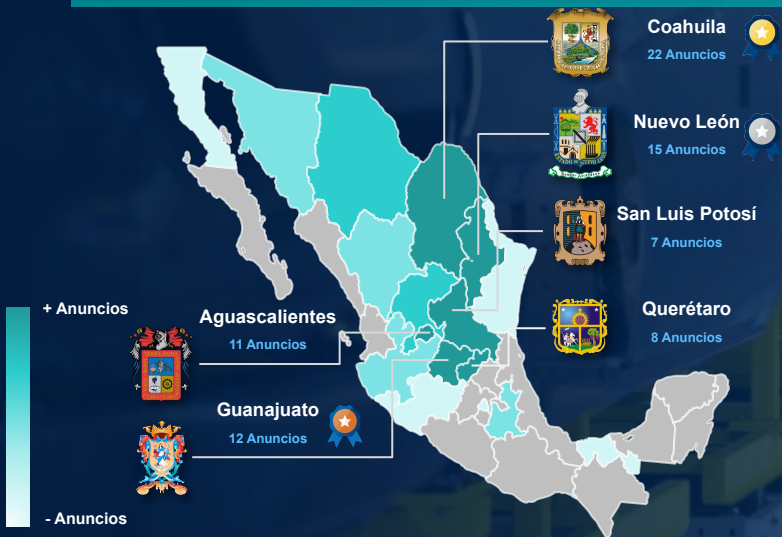 Coahuila
22 Anuncios
Nuevo León
15 Anuncios
San Luis Potosí
7 Anuncios
Querétaro
8 Anuncios
+ Anuncios
Aguascalientes
11 Anuncios
Guanajuato
12 Anuncios
- Anuncios